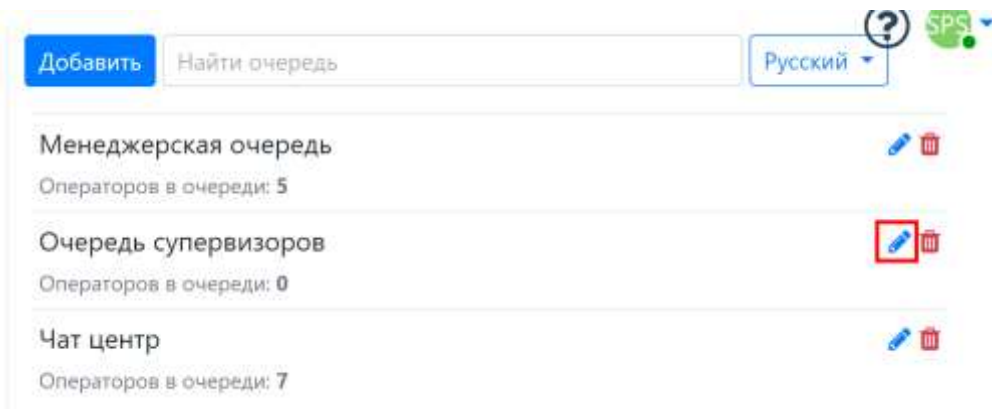 SPS
Добавить Найти очередь Русский
Менеджерская очередь
Операторов в очереди: 5
Очередь супервизоров
Операторов в очереди: 0
Чат центр
Операторов в очереди: 7